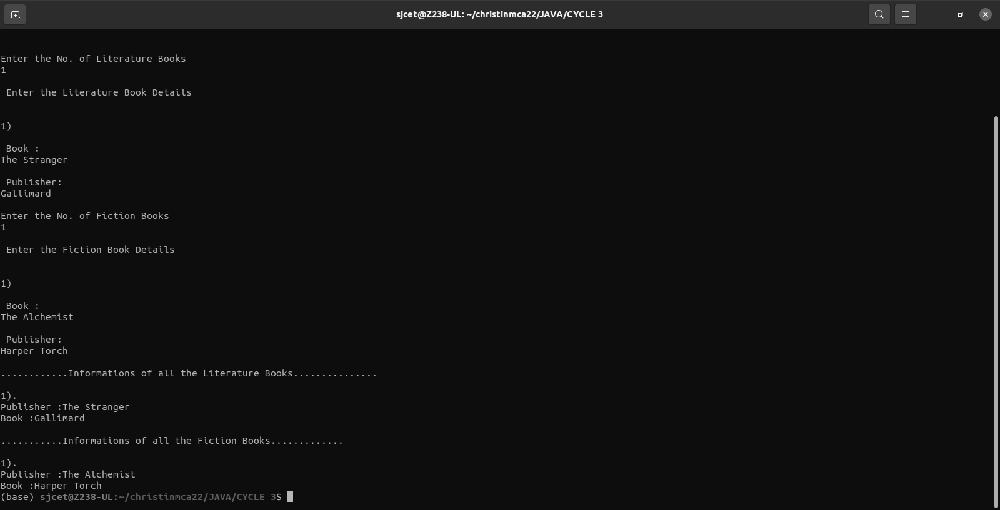 sjcet@Z238-UL: ~/christinmca22/JAVA/CYCLE 3
Enter the No. of Literature Books
1
Enter the Literature Book Details
1)
Book :
The Stranger
Publisher:
Gallimard
Enter the No. of Fiction Books
1
Enter the Fiction Book Details
1)
Book :
The Alchemist
Publisher:
Harper Torch
............Informations of all the Literature Books...............
1).
Publisher :The Stranger
Book :Gallimard
...........Informations of all the Fiction Books.............
1).
Publisher :The Alchemist
Book :Harper Torch
(base) sjcet@Z238-UL:~/christinmca22/JAVA/CYCLE 3$